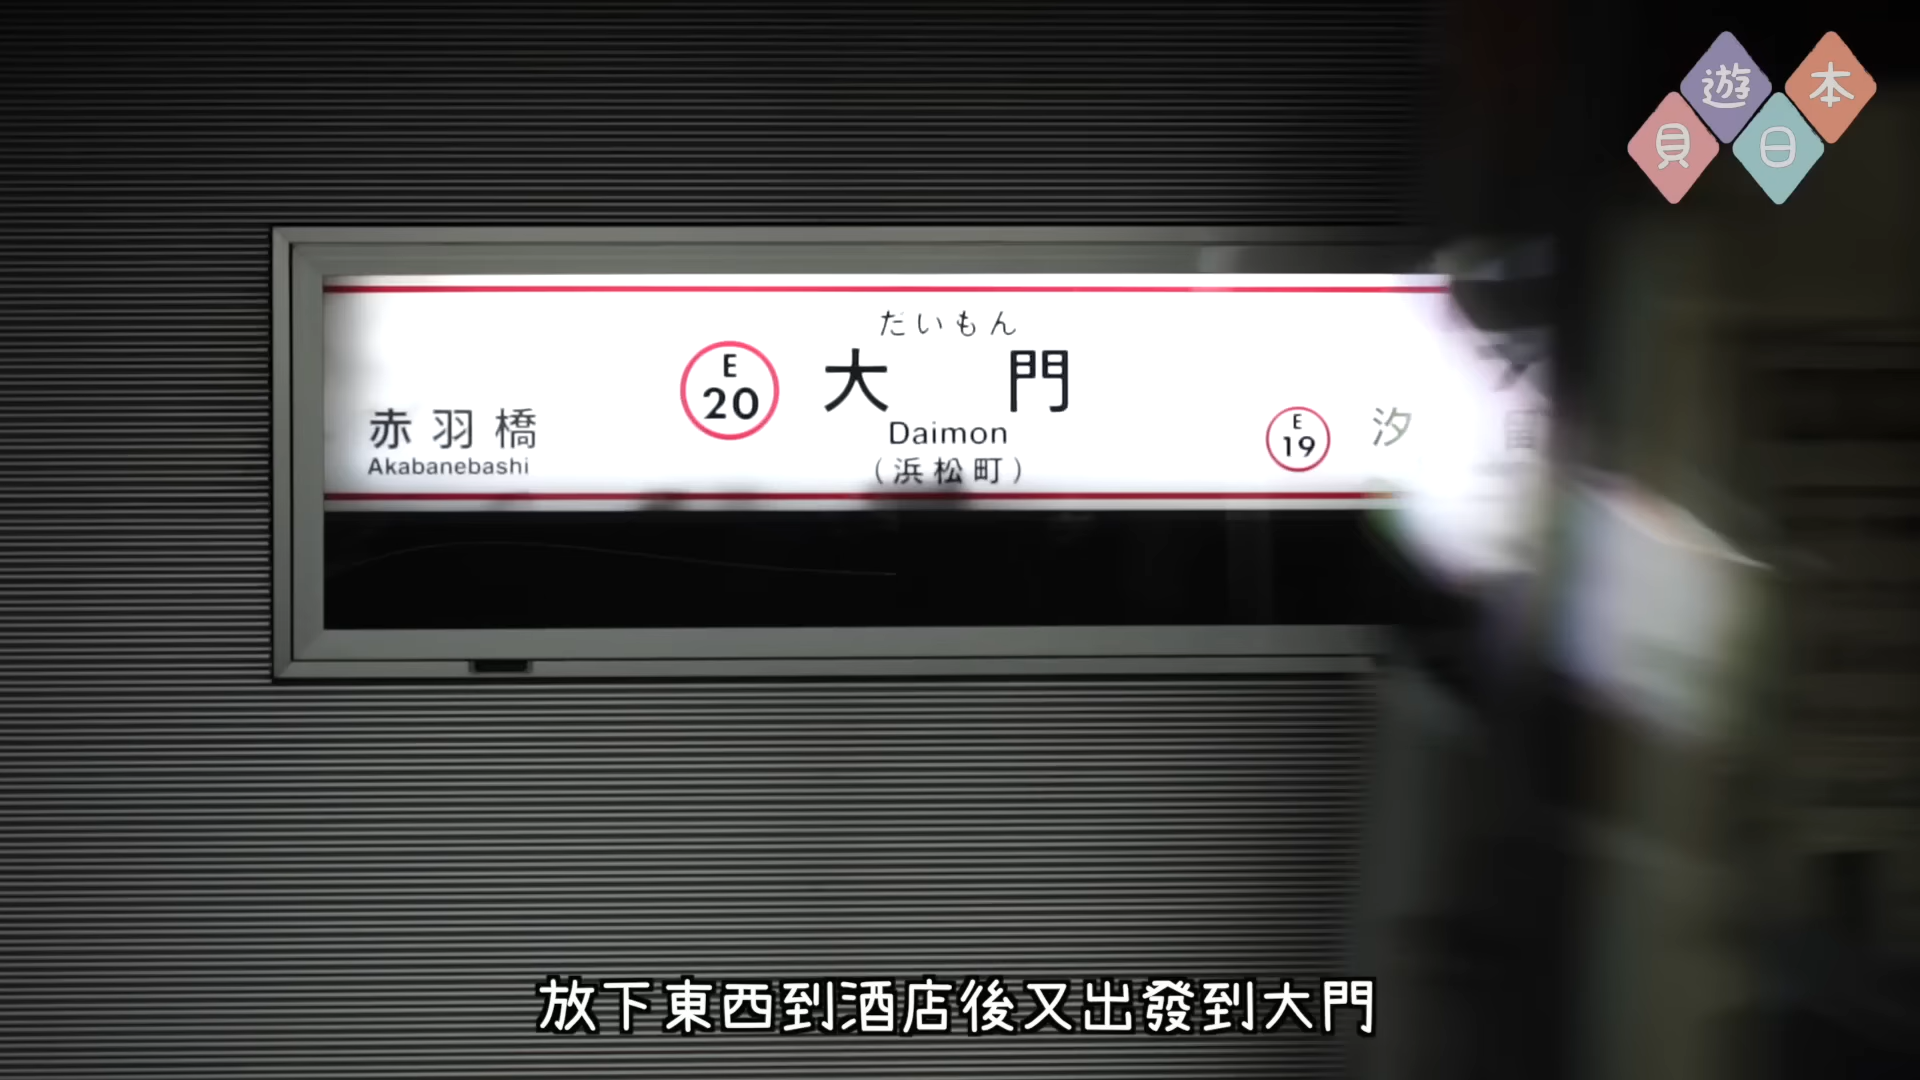 遊本
貝日
だいもん
E
20
大門
Daimon
(浜松町)
赤羽橋
Akabanebashi
E
19
汐
放下東西到酒店後又出發到大門